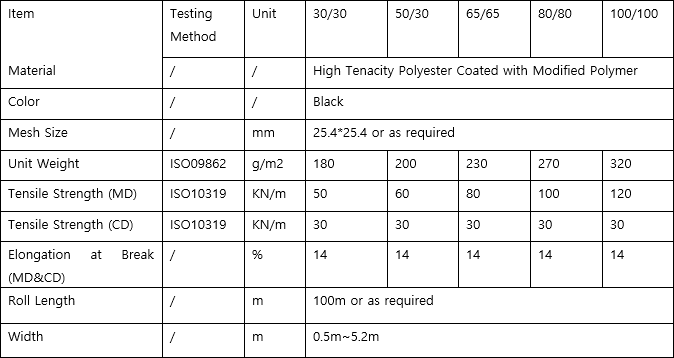 Item Testing Method Unit 30/30 50/30 65/65 80/80 100/100
Material / / High Tenacity Polyester Coated with Modified Polymer
Color / / Black
Mesh Size / mm 25.4*25.4 or as required
Unit Weight ISO09862 g/m2 180 200 230 270 320
Tensile Strength (MD) ISO10319 KN/m 50 60 80 100 120
Tensile Strength (CD) ISO10319 KN/m 30 30 30 30 30
Elongation at Break (MD&CD) / % 14 14 14 14 14
Roll Length / m 100m or as required
Width / m 0.5m~5.2m